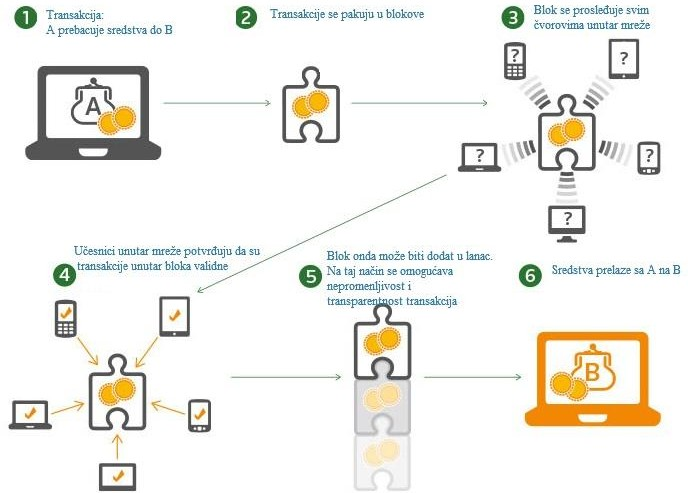 1
Transakcija:
A prebacuje sredstva do B
2
Transakcije se pakuju u blokove
3
Blok se prosleđuje svim
čvorovima unutar mreže
A
?
?
?
?
?
4
Učesnici unutar mreže potvrđuju da su
transakcije unutar bloka validne
5
Blok onda može biti dodat u lanac.
Na taj način se omogućava
nepromenljivost i
transparentnost transakcija
6
Sredstva prelaze sa A na B
B